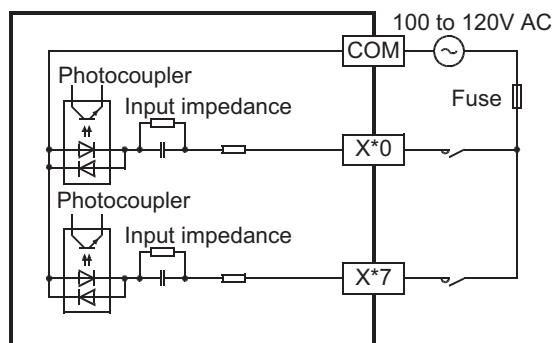 100 to 120V AC
COM
Photocoupler
Input impedance
Fuse
X*0
Photocoupler
Input impedance
X*7